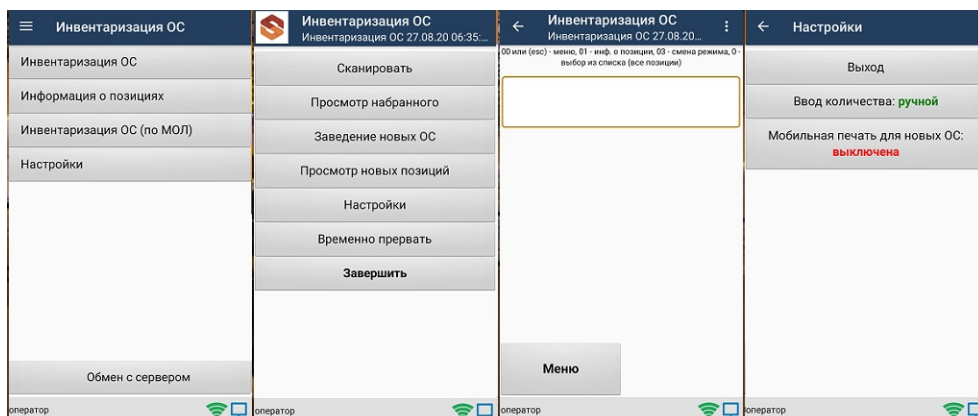 Инвентаризация ОС
Инвентаризация ОС
Информация о позициях
Инвентаризация ОС (по МОЛ)
Настройки
Обмен с сервером
оператор
Инвентаризация ОС
Инвентаризация ОС 27.08.20 06:35:...
Сканировать
Просмотр набранного
Заведение новых ОС
Просмотр новых позиций
Настройки
Временно прервать
Завершить
оператор
Инвентаризация ОС
Инвентаризация ОС 27.08.20...
00 или (esc) - меню, 01 - инф. о позиции, 03 - смена режима, 0 -
выбор из списка (все позиции)
Меню
оператор
Настройки
Выход
Ввод количества: ручной
Мобильная печать для новых ОС:
выключена
оператор